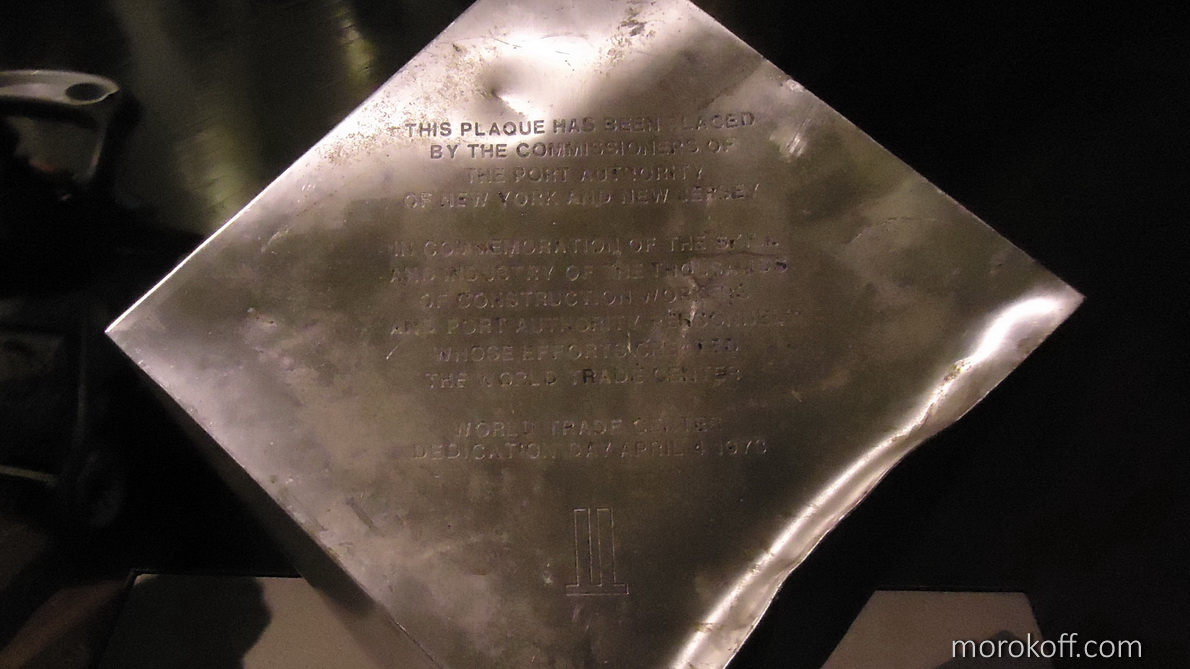 THIS PLAQUE HAS BEEN PLACED
BY THE COMMISSIONERS OF
THE PORT AUTHORITY
OF NEW YORK AND NEW JERSEY
IN COMMEMORATION OF THE SKILL
AND INDUSTRY OF THE THOUSANDS
OF CONSTRUCTION WORKERS
AND PORT AUTHORITY PERSONNEL
WHOSE EFFORTS CREATED
THE WORLD TRADE CENTER
WORLD TRADE CENTER
DEDICATION DAY APRIL 4 1973
morokoff.com